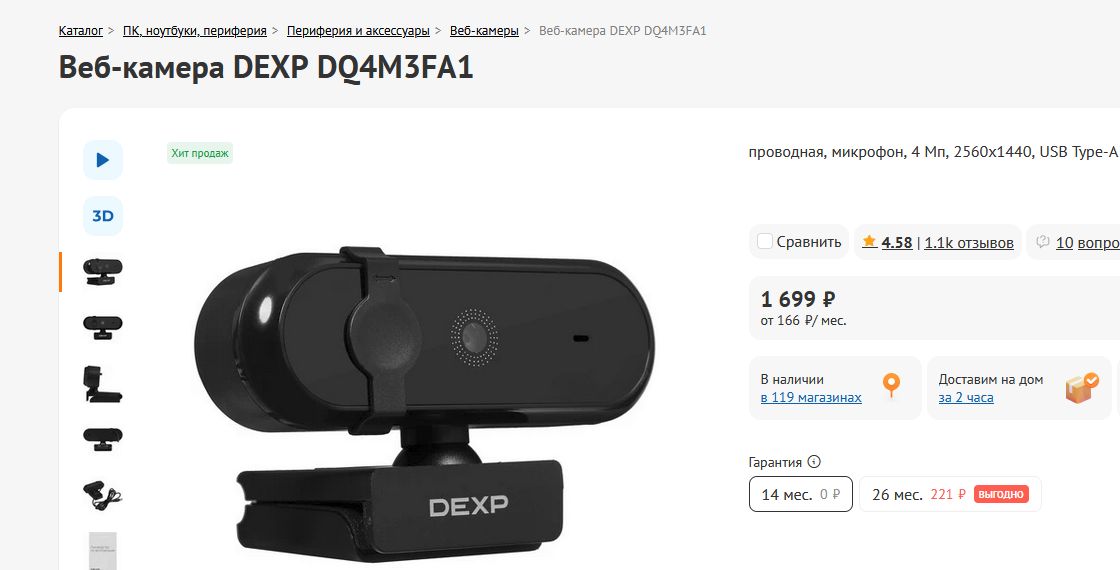 Каталог > ПК, ноутбуки, периферия > Периферия и аксессуары > Веб-камеры > Веб-камера DEXP DQ4M3FA1
Веб-камера DEXP DQ4M3FA1
Хит продаж
3D
DEXP
проводная, микрофон, 4 Мп, 2560x1440, USB Type-A
Сравнить
4.58 | 1.1k отзывов
10 вопро
1 699 ₽
от 166 ₽/ мес.
В наличии
в 119 магазинах
Доставим на дом
за 2 часа
Гарантия
14 мес. 0 ₽
26 мес. 221 ₽ выгодно